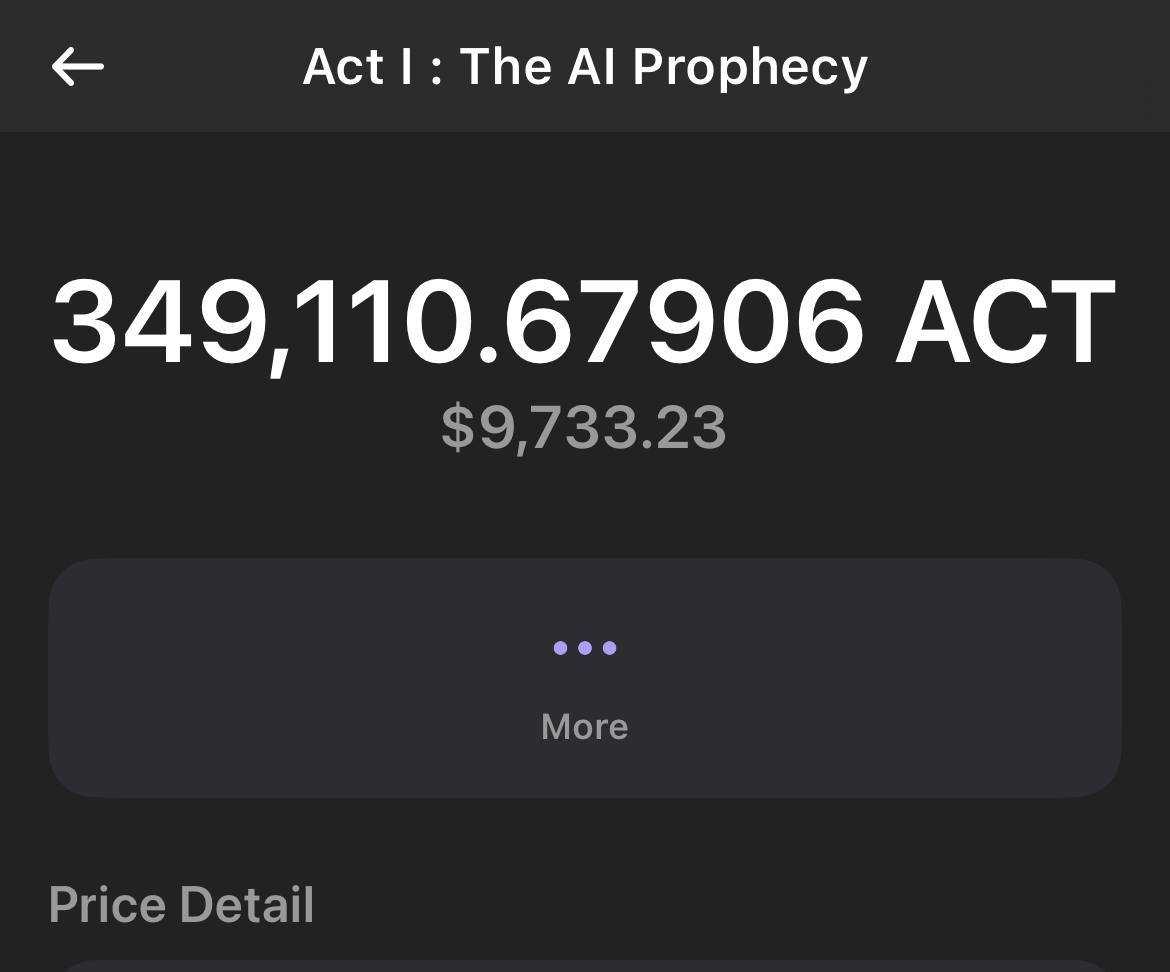 Act I : The AI Prophecy
349,110.67906 ACT
$9,733.23
More
Price Detail